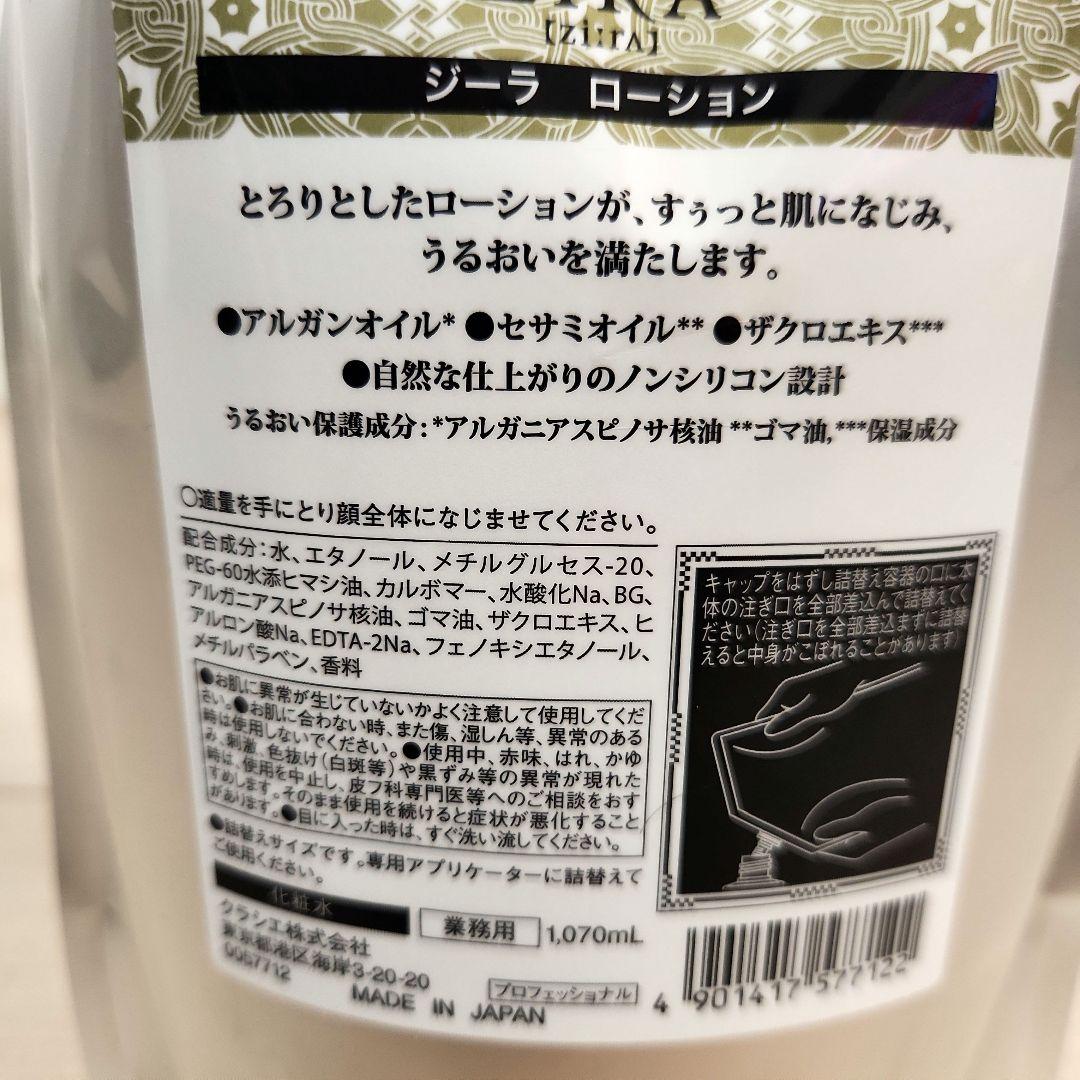 [zi:rʌ]
ジーラ ローション
とろりとしたローションが、すぅっと肌になじみ、
うるおいを満たします。
●アルガンオイル* ●セサミオイル** ●ザクロエキス***
●自然な仕上がりのノンシリコン設計
うるおい保護成分:*アルガニアスピノサ核油 **ゴマ油,***保湿成分
○適量を手にとり顔全体になじませてください。
配合成分:水、エタノール、メチルグルセス-20、
PEG-60水添ヒマシ油、カルボマー、水酸化Na、BG、
アルガニアスピノサ核油、ゴマ油、ザクロエキス、ヒ
アルロン酸Na、EDTA-2Na、フェノキシエタノール、
メチルパラベン、香料
●お肌に異常が生じていないかよく注意して使用してくだ
さい。●お肌に合わない時、また傷、湿しん等、異常のある
時は使用しないでください。●使用中、赤味、はれ、かゆ
み、刺激、色抜け(白斑等)や黒ずみ等の異常が現れた
時は、使用を中止し、皮フ科専門医等へのご相談をおす
すめします。そのまま使用を続けると症状が悪化すること
があります。●目に入った時は、すぐ洗い流してください。
●詰替えサイズです。専用アプリケーターに詰替えて
ご使用ください。
キャップをはずし詰替え容器の口に本
体の注ぎ口を全部差込んで詰替えてく
ださい(注ぎ口を全部差込まずに詰替
えると中身がこぼれることがあります)
化粧水
業務用 1,070mL
クラシエ株式会社
東京都港区海岸3-20-20
0057712
MADE IN JAPAN
プロフェッショナル
4 901417 577122